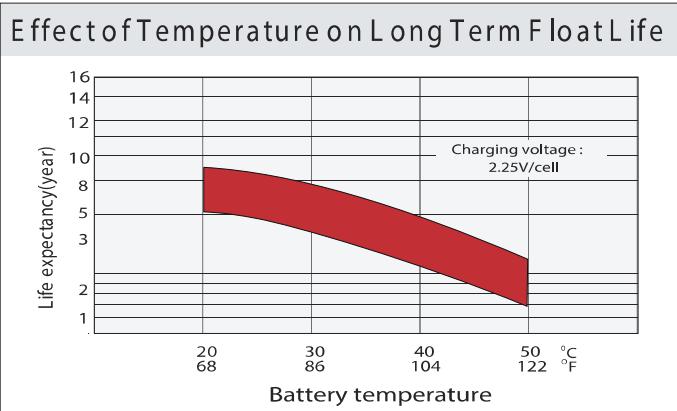 Effect of Temperature on Long Term Float Life
16
14
12
10
8
5
3
2
1
Life expectancy(year)
Charging voltage :
2.25V/cell
20 30 40 50 °C
68 86 104 122 °F
Battery temperature